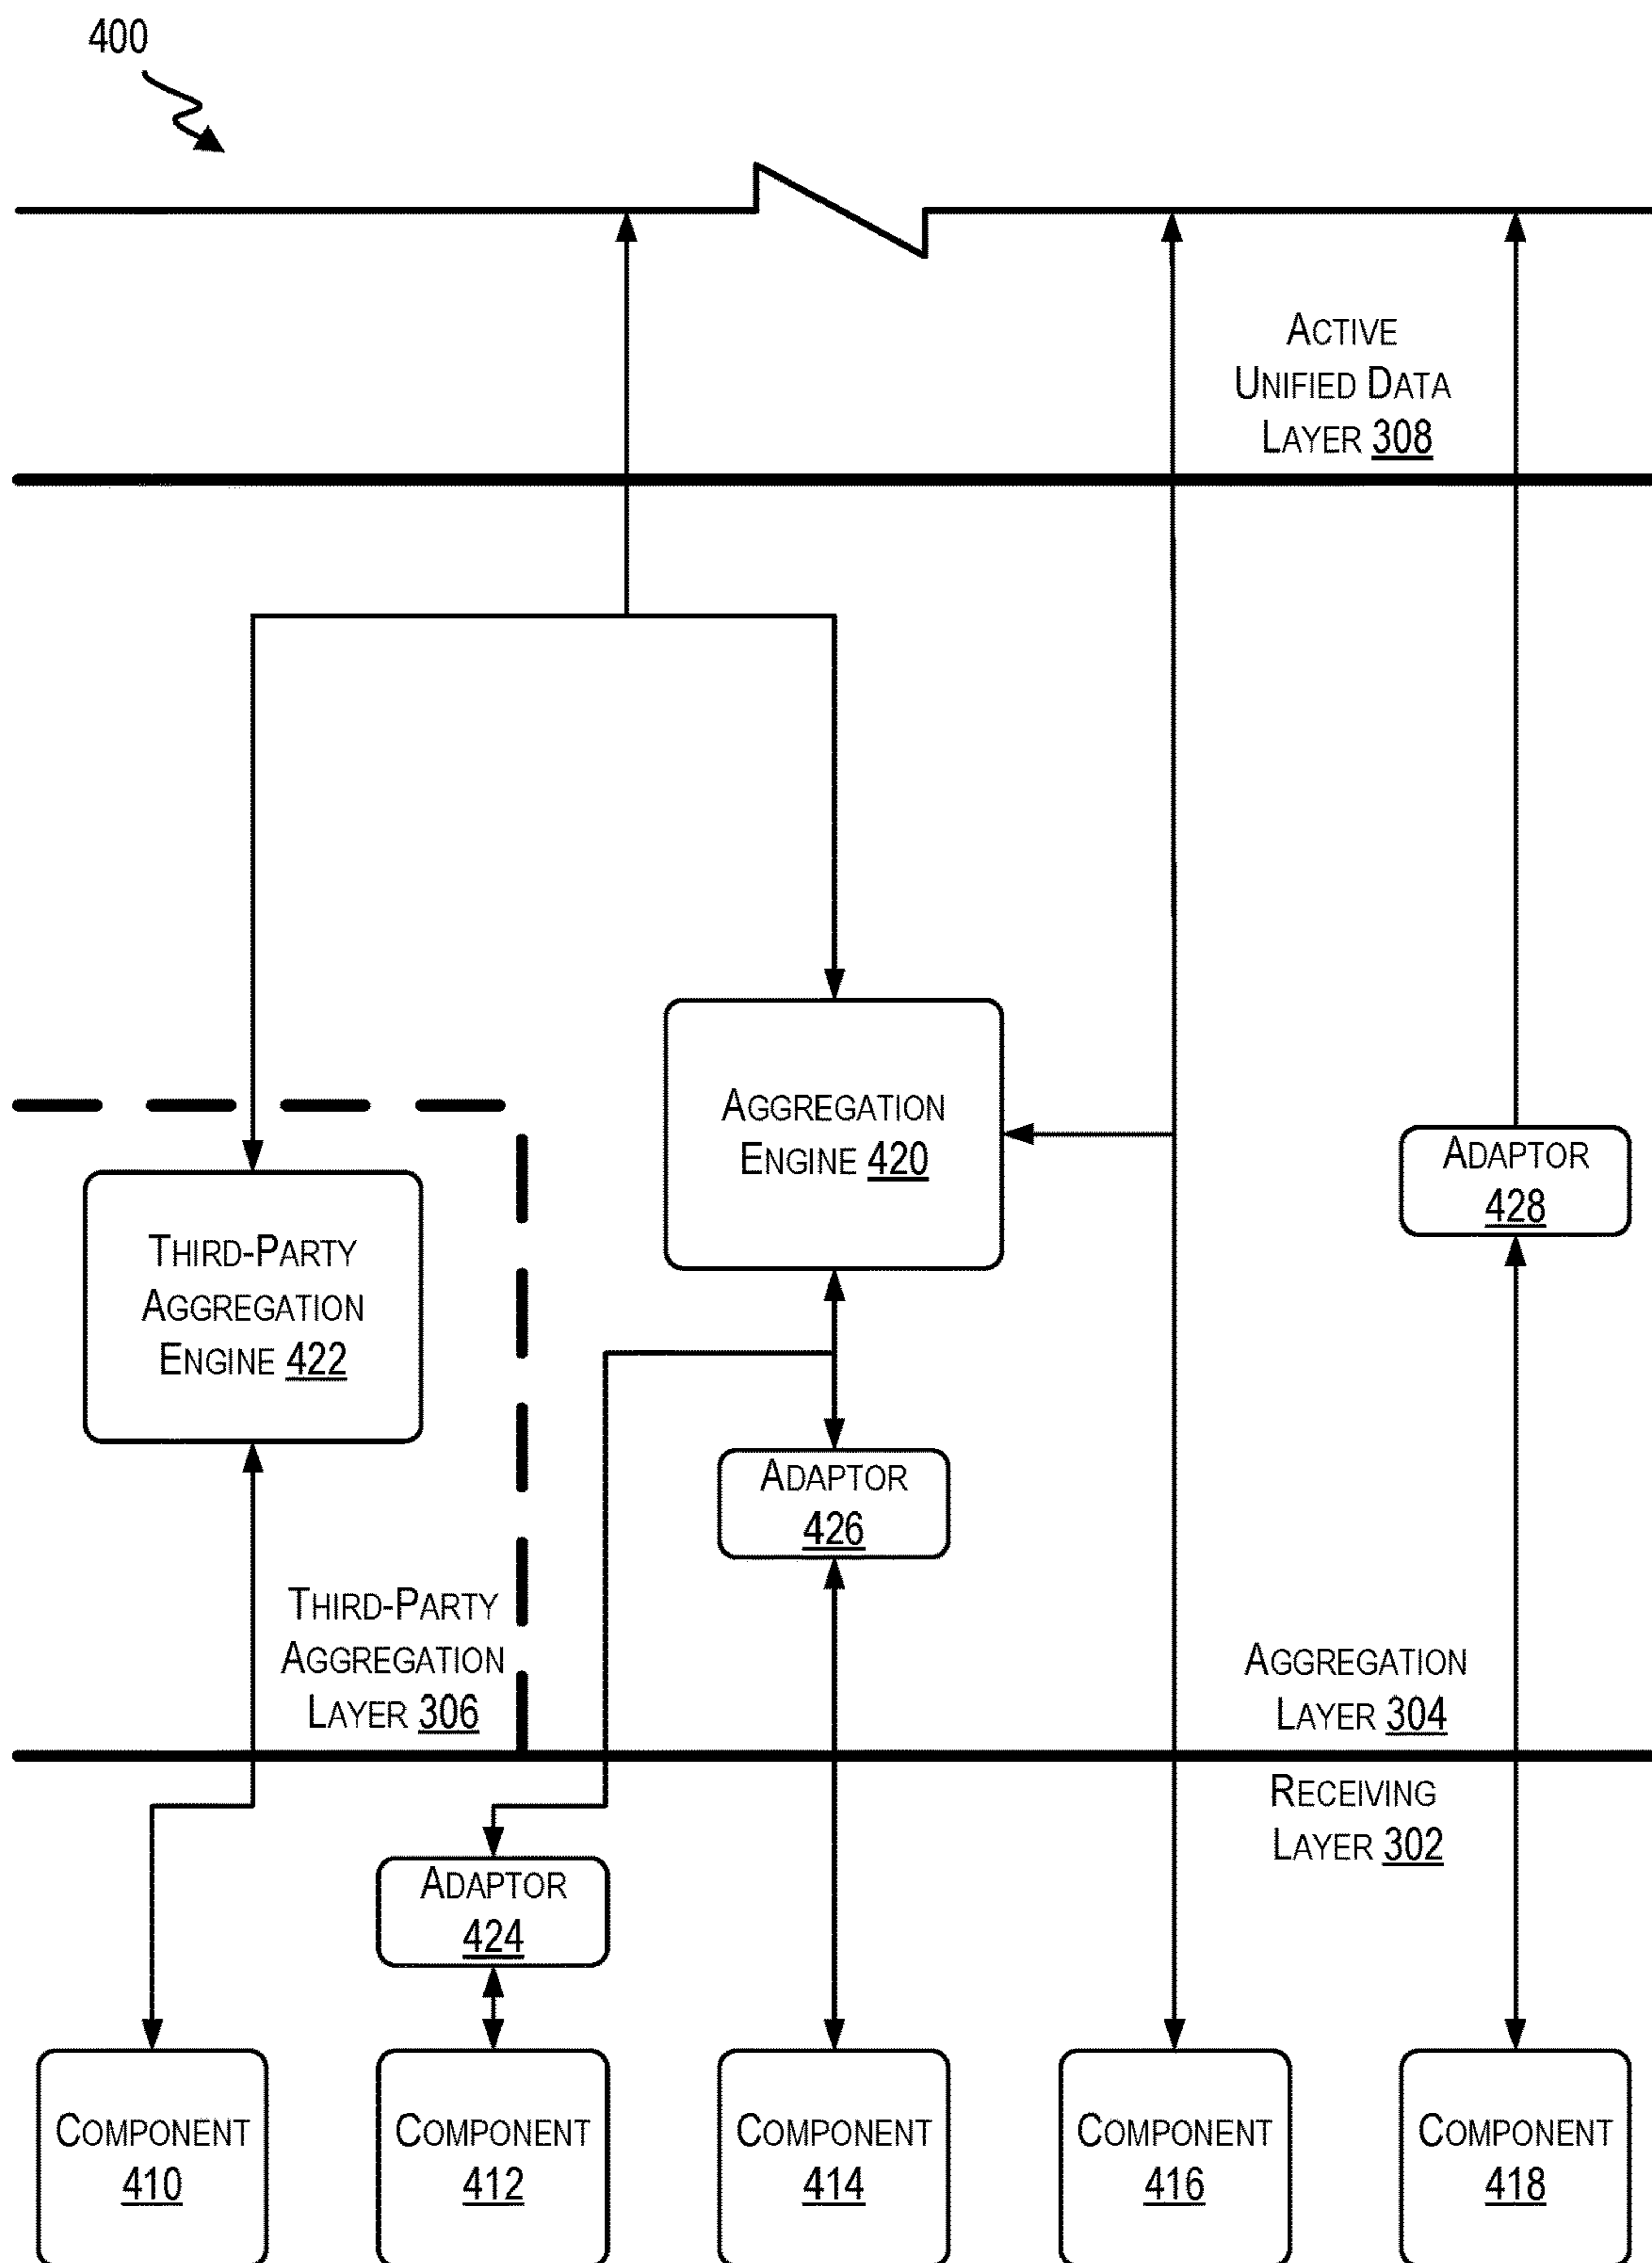 400
ACTIVE
UNIFIED DATA
LAYER 308
AGGREGATION
ENGINE 420
ADAPTOR
428
THIRD-PARTY
AGGREGATION
ENGINE 422
ADAPTOR
426
THIRD-PARTY
AGGREGATION
LAYER 306
AGGREGATION
LAYER 304
RECEIVING
LAYER 302
ADAPTOR
424
COMPONENT
410
COMPONENT
412
COMPONENT
414
COMPONENT
416
COMPONENT
418